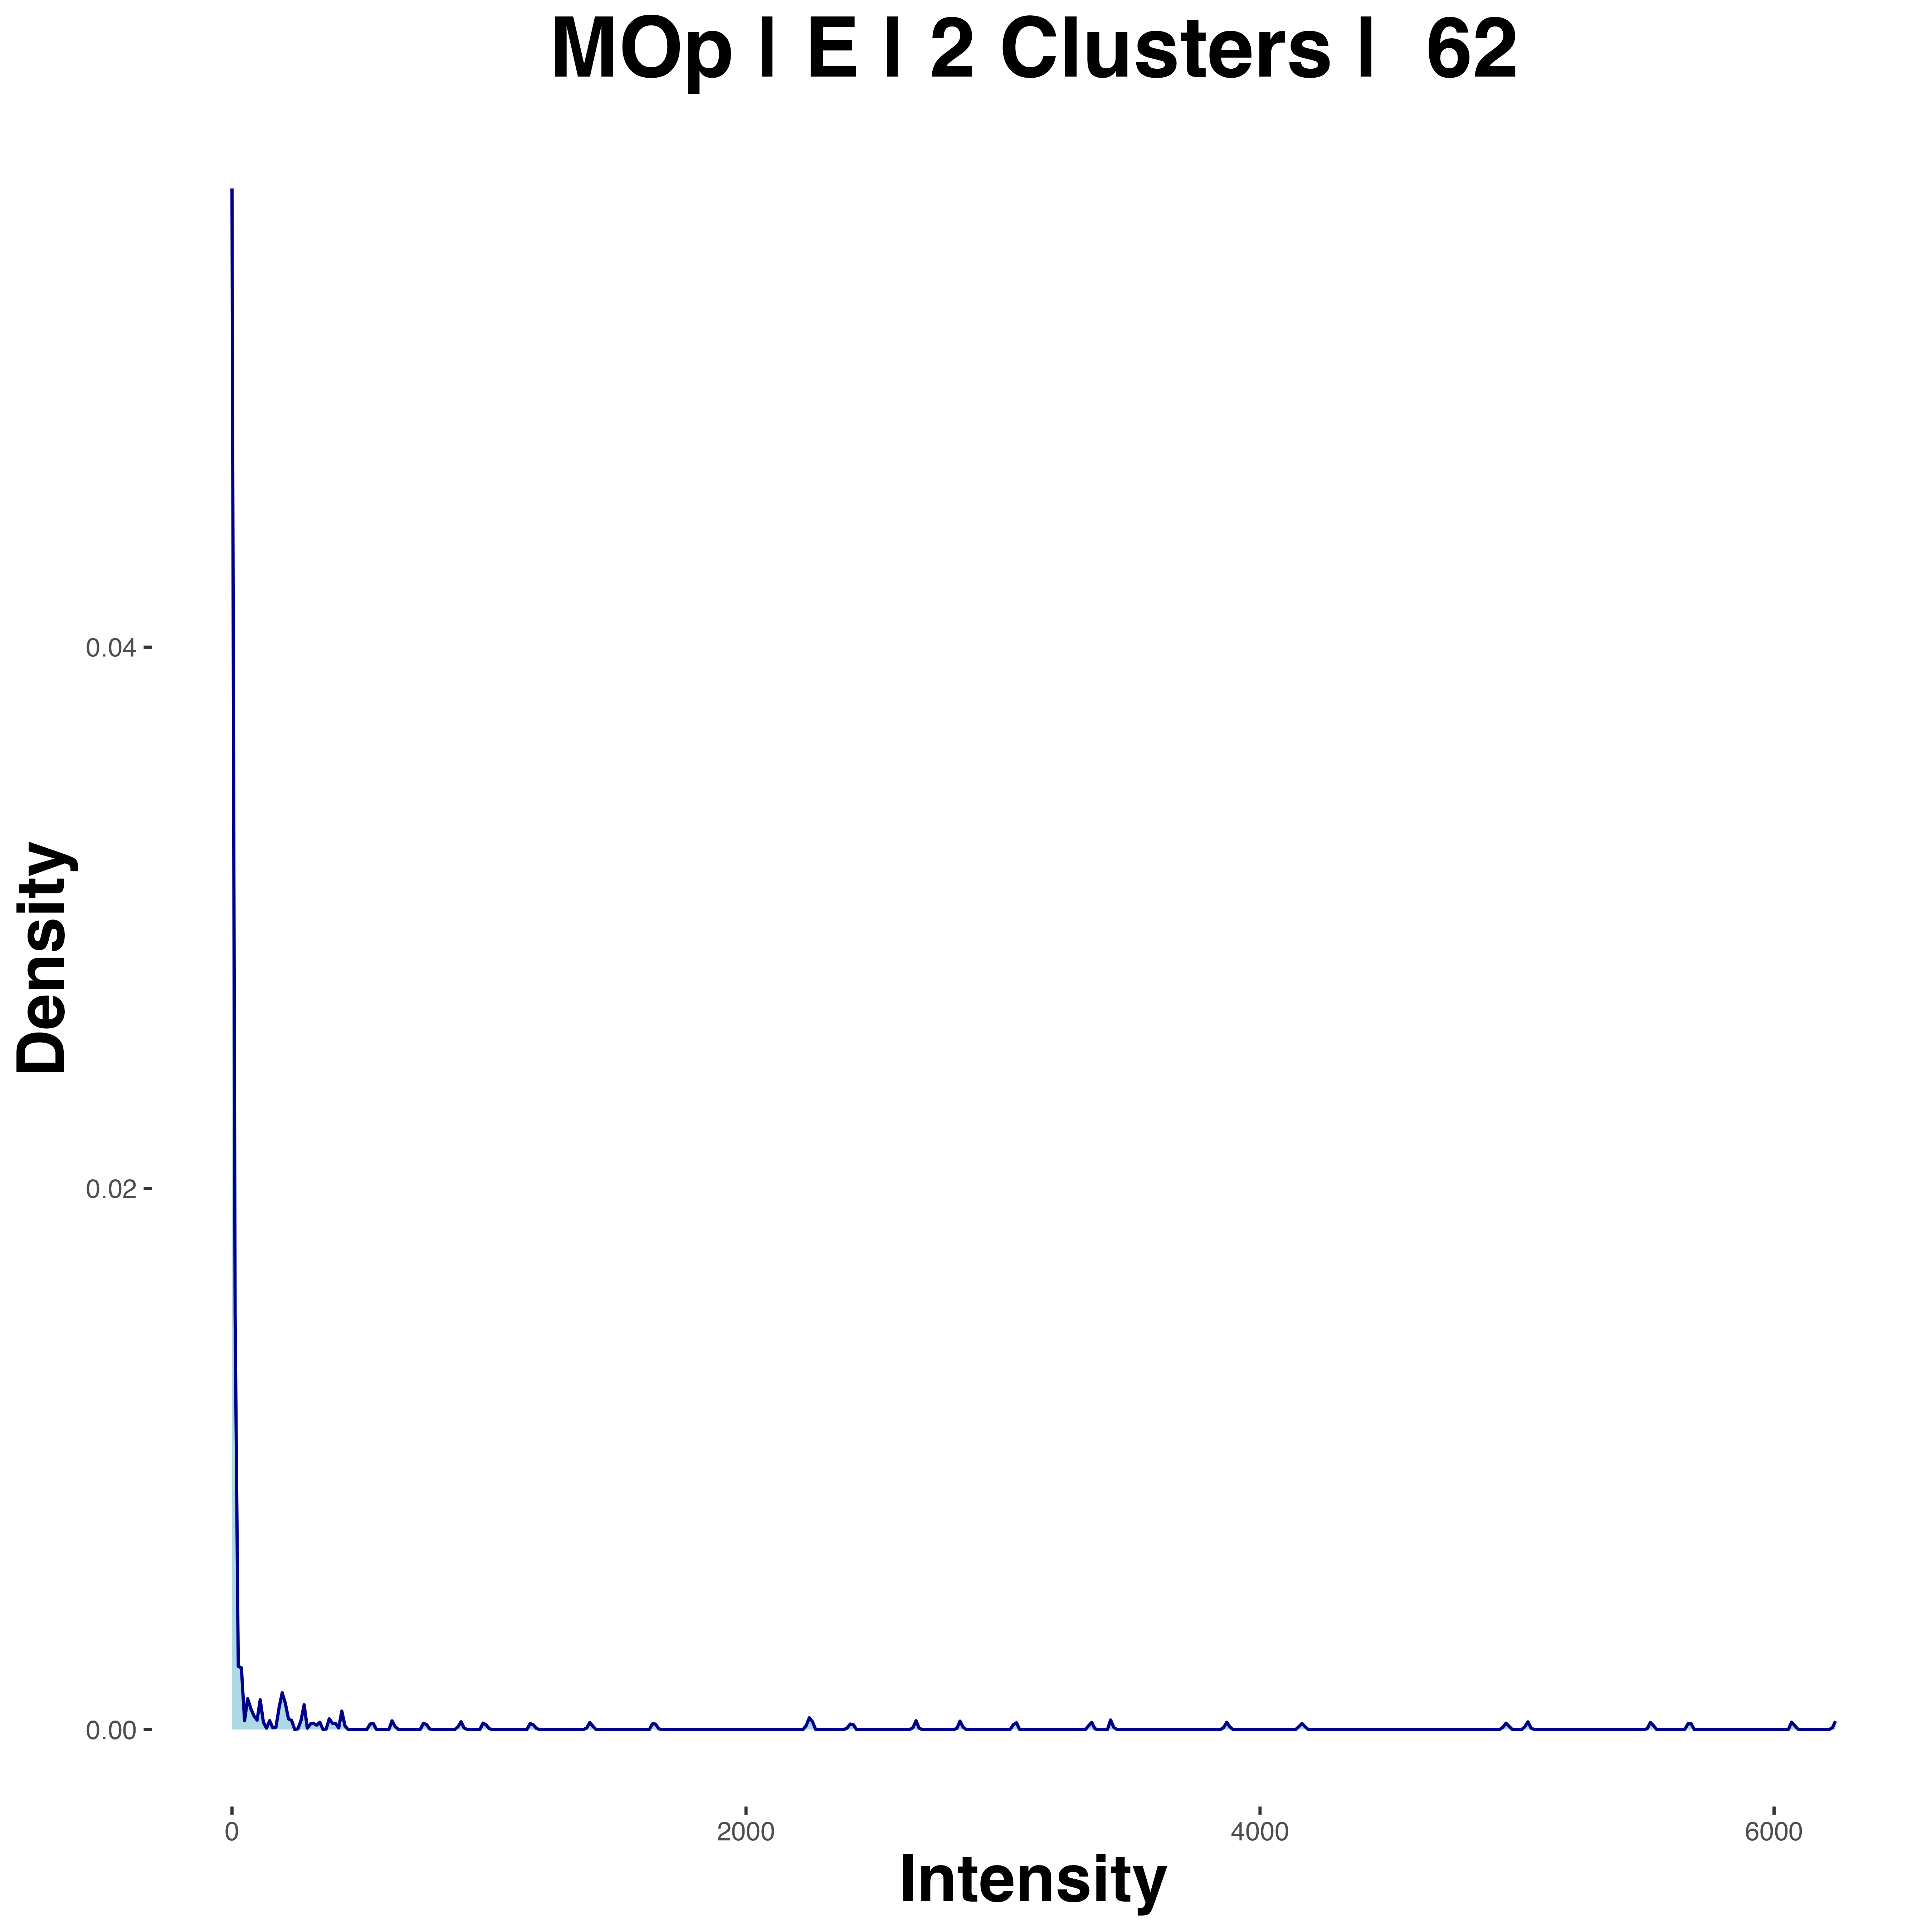 MOp | E | 2 Clusters | 62
Density
0.04
0.02
0.00
0 2000 4000 6000
Intensity